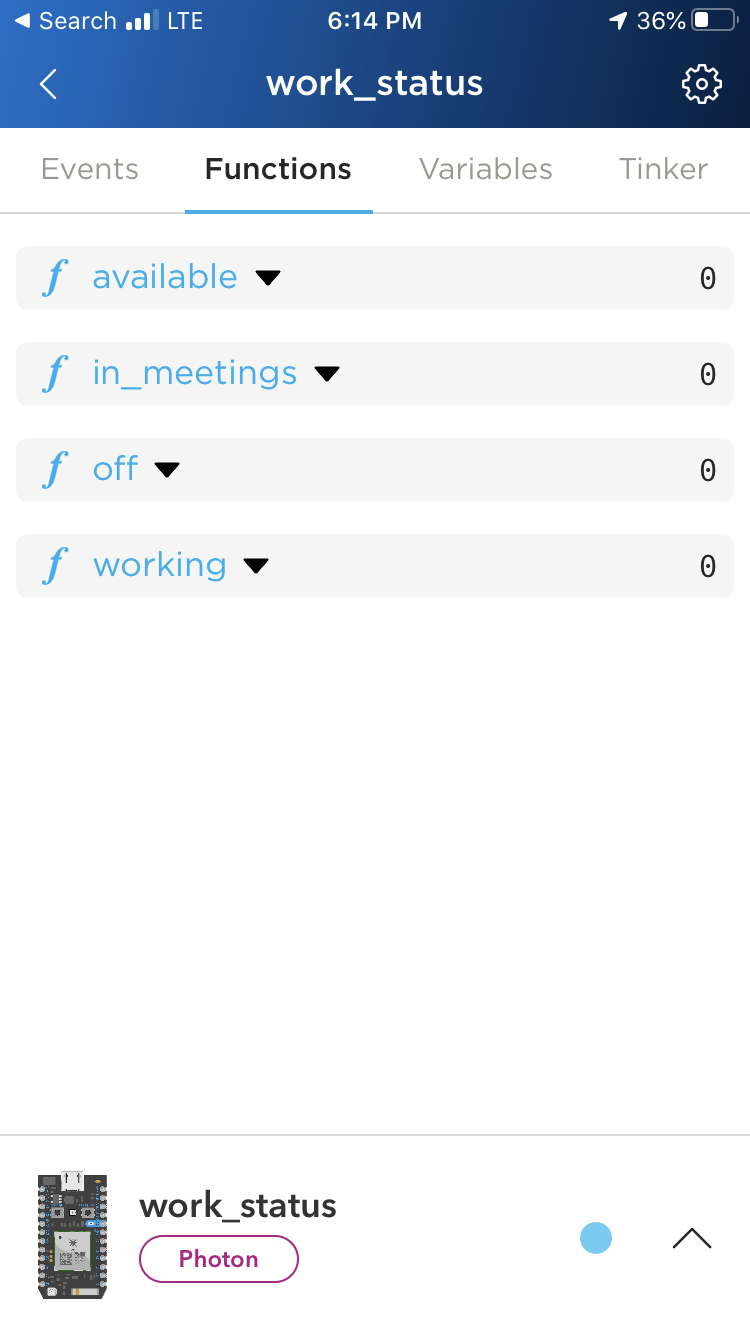 Search LTE 6:14 PM 36%
work_status
Events Functions Variables Tinker
f available 0
f in_meetings 0
f off 0
f working 0
work_status
Photon